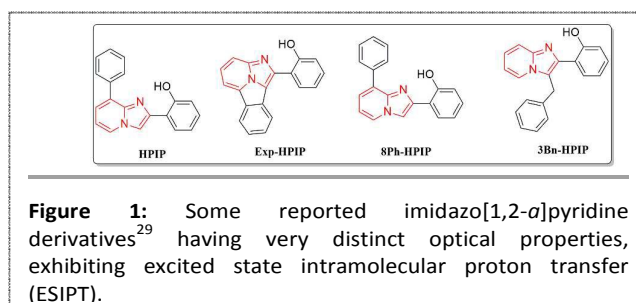 HO
HO
HO
N
N
N
N
N
N
N
N
HPIP
Exp-HPIP
8Ph-HPIP
3Bn-HPIP
Figure 1: Some reported imidazo[1,2-a]pyridine
derivatives29 having very distinct optical properties,
exhibiting excited state intramolecular proton transfer
(ESIPT).